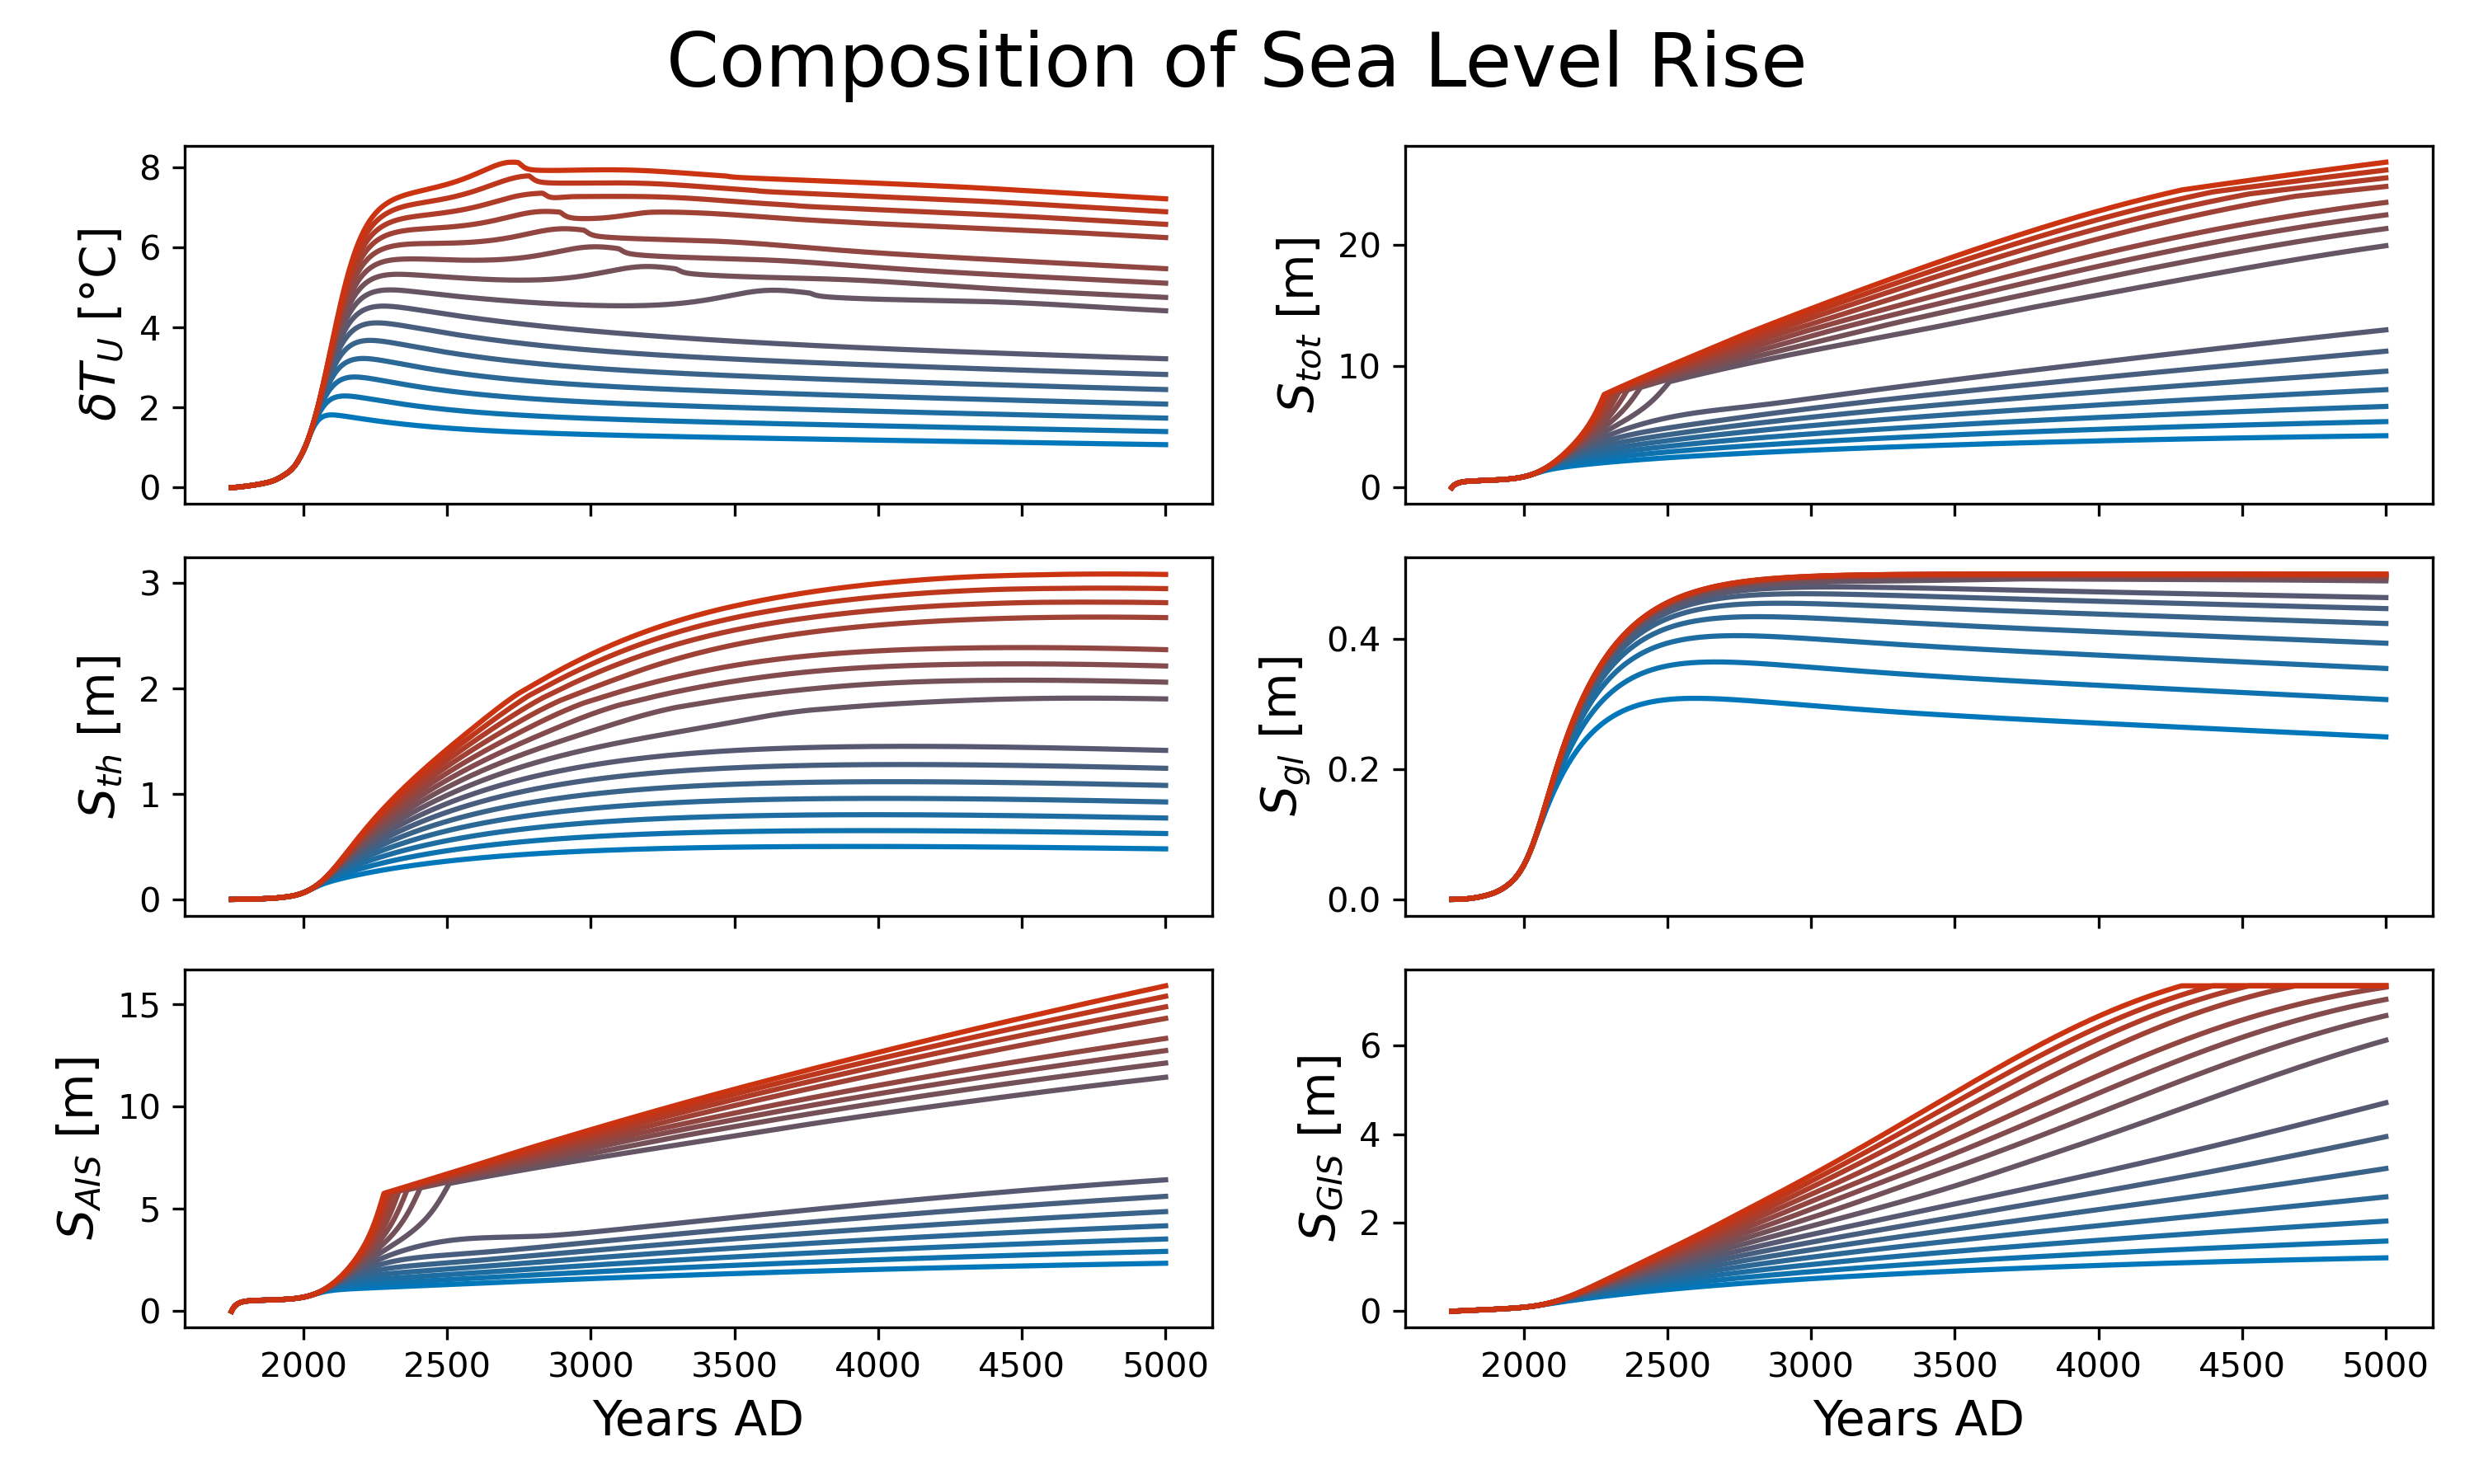 Composition of Sea Level Rise
δT_U [°C]
8
6
4
2
0
S_tot [m]
20
10
0
S_th [m]
3
2
1
0
S_gl [m]
0.4
0.2
0.0
S_AIS [m]
15
10
5
0
2000 2500 3000 3500 4000 4500 5000
Years AD
S_GIS [m]
6
4
2
0
2000 2500 3000 3500 4000 4500 5000
Years AD